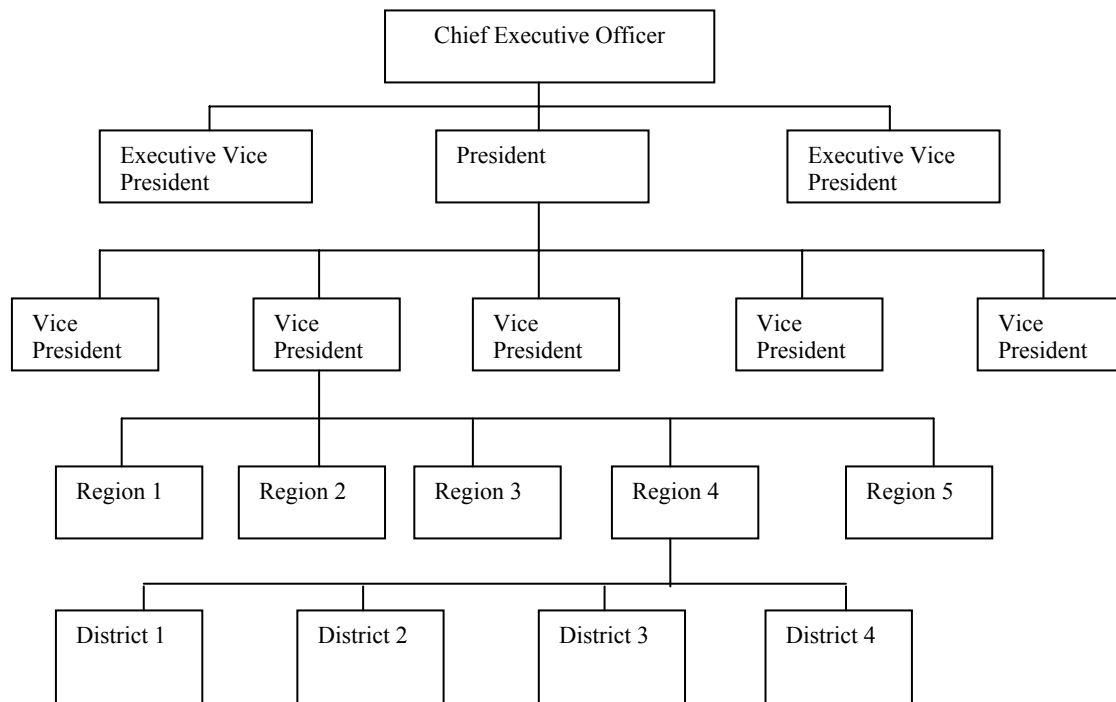 Chief Executive Officer
Executive Vice
President
President
Executive Vice
President
Vice
President
Vice
President
Vice
President
Vice
President
Vice
President
Region 1
Region 2
Region 3
Region 4
Region 5
District 1
District 2
District 3
District 4